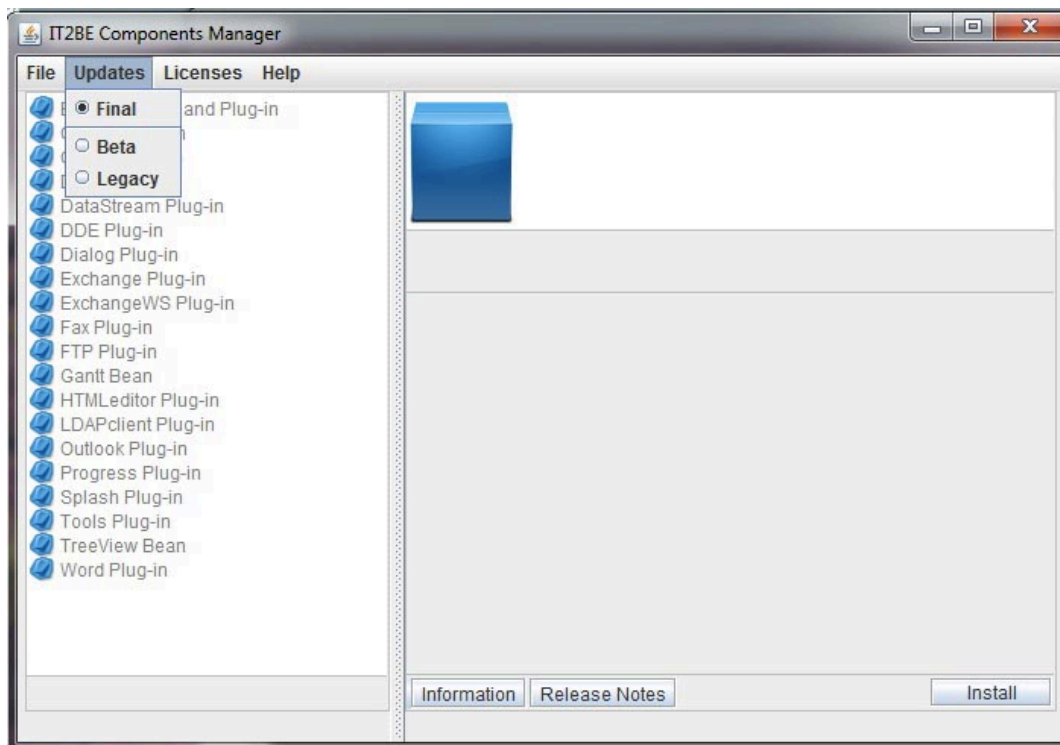 IT2BE Components Manager
File Updates Licenses Help
Final
Beta
Legacy
and Plug-in
DataStream Plug-in
DDE Plug-in
Dialog Plug-in
Exchange Plug-in
ExchangeWS Plug-in
Fax Plug-in
FTP Plug-in
Gantt Bean
HTMLeditor Plug-in
LDAPclient Plug-in
Outlook Plug-in
Progress Plug-in
Splash Plug-in
Tools Plug-in
TreeView Bean
Word Plug-in
Information Release Notes Install